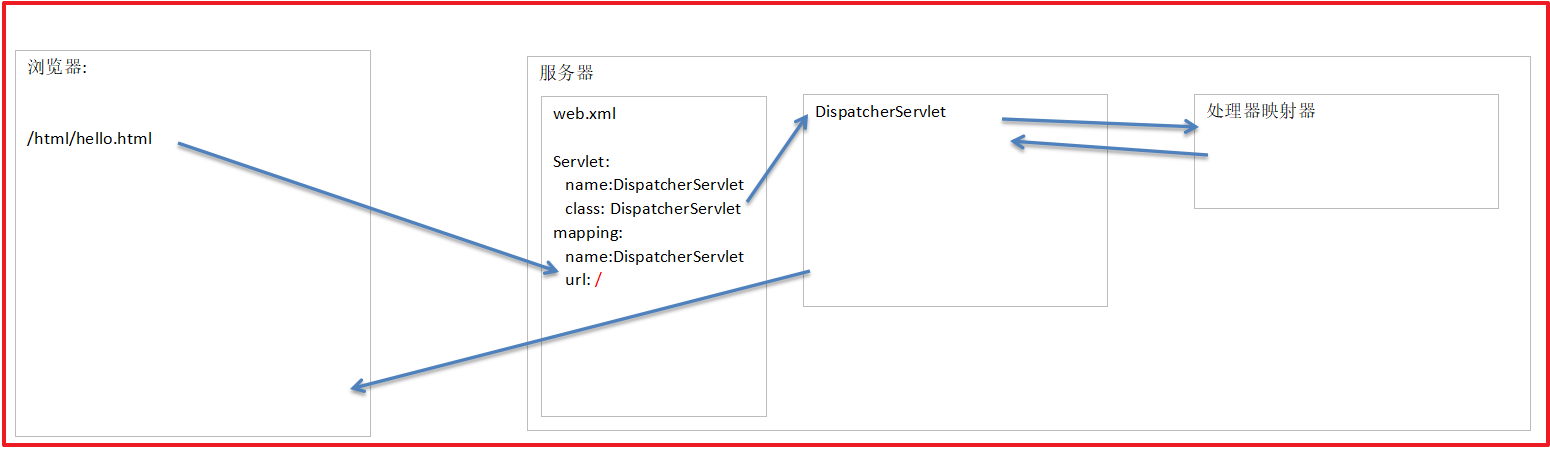 浏览器:
/html/hello.html
服务器
web.xml
Servlet:
name:DispatcherServlet
class: DispatcherServlet
mapping:
name:DispatcherServlet
url: /
DispatcherServlet
处理器映射器